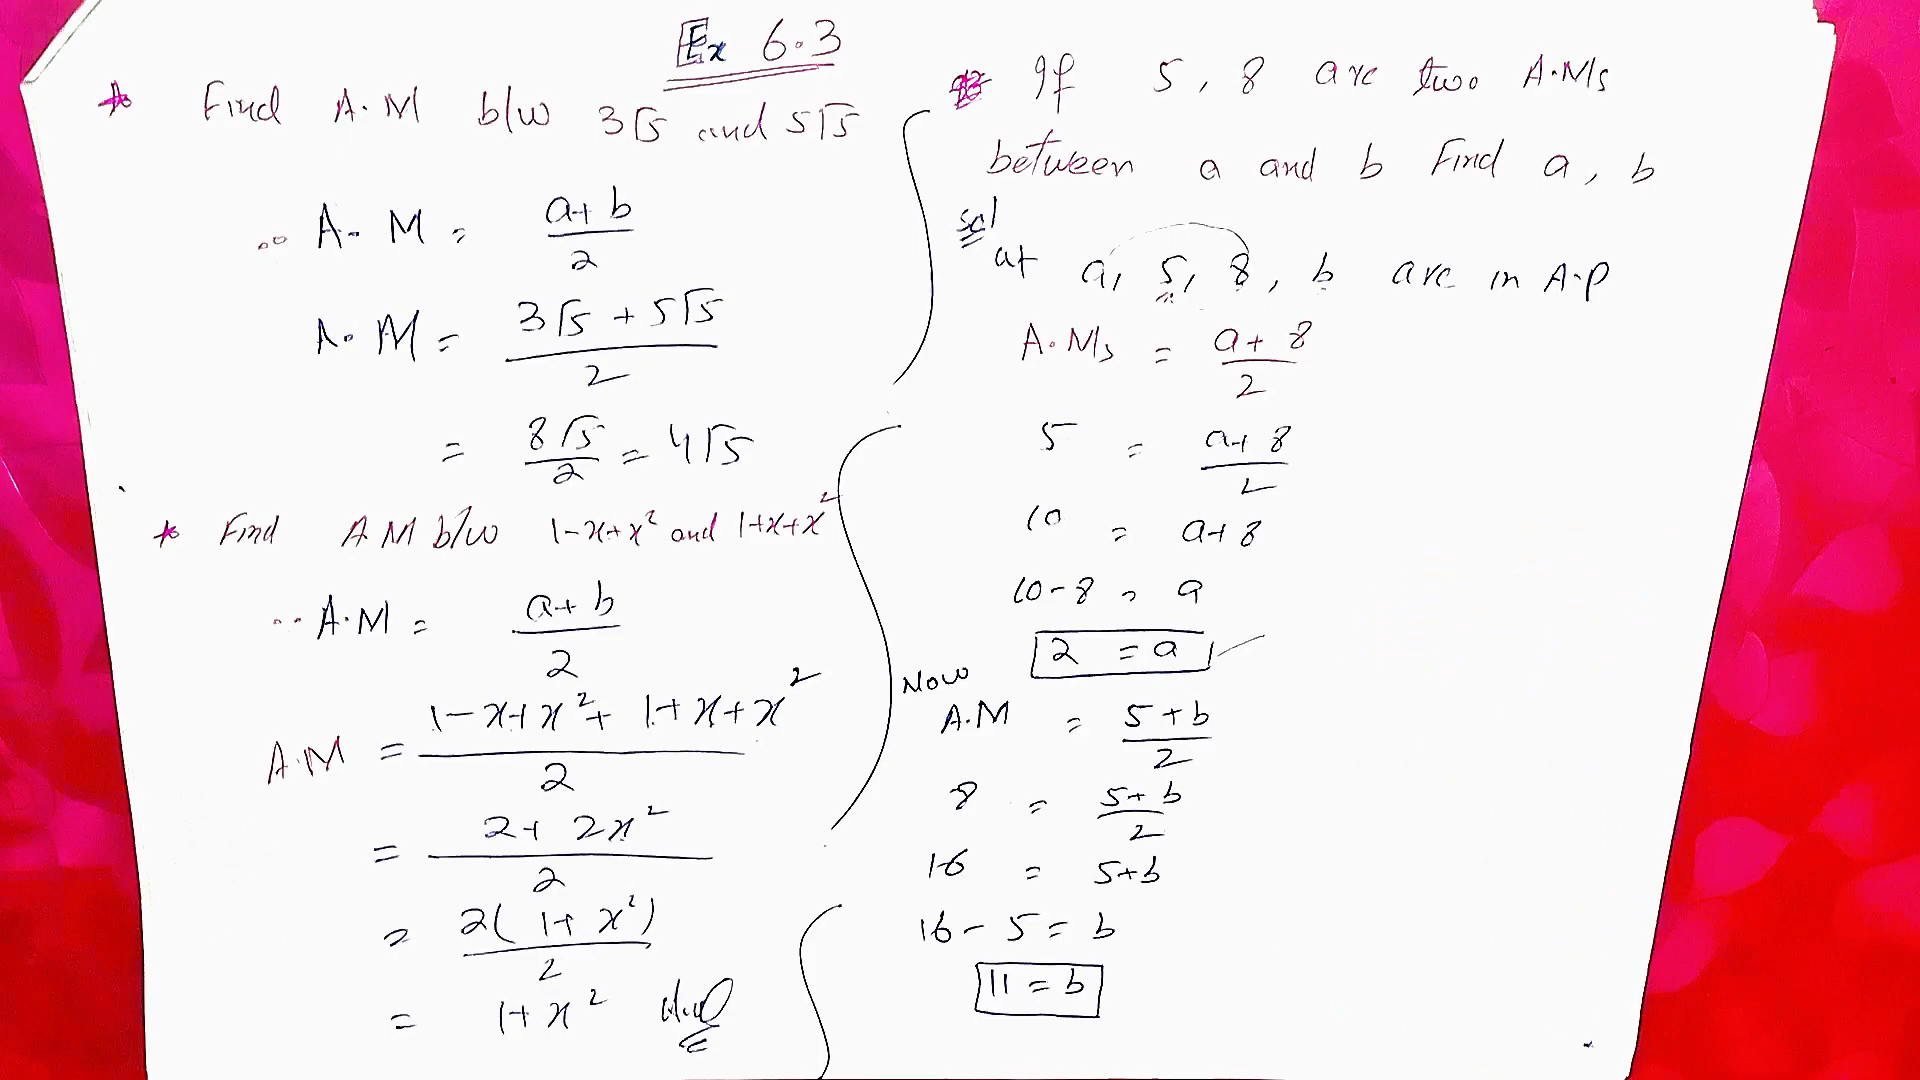 Ex 6.3
Find A.M b/w 3√5 and 5√5
∵ A.M = a+b/2
A.M = 3√5 + 5√5/2
= 8√5/2 = 4√5
Find AM b/w 1-x+x² and 1+x+x²
∵ A.M = a+b/2
A.M = 1-x+x²+1+x+x²/2
= 2+2x²/2
= 2(1+x²)/2
= 1+x²
If 5, 8 are two A.Ms
between a and b Find a, b
Sol
a, 5, 8, b are in A.P
A.Ms = a+8/2
5 = a+8/2
10 = a+8
10-8 = a
2 = a
Now
A.M = 5+b/2
8 = 5+b/2
16 = 5+b
16-5 = b
11 = b